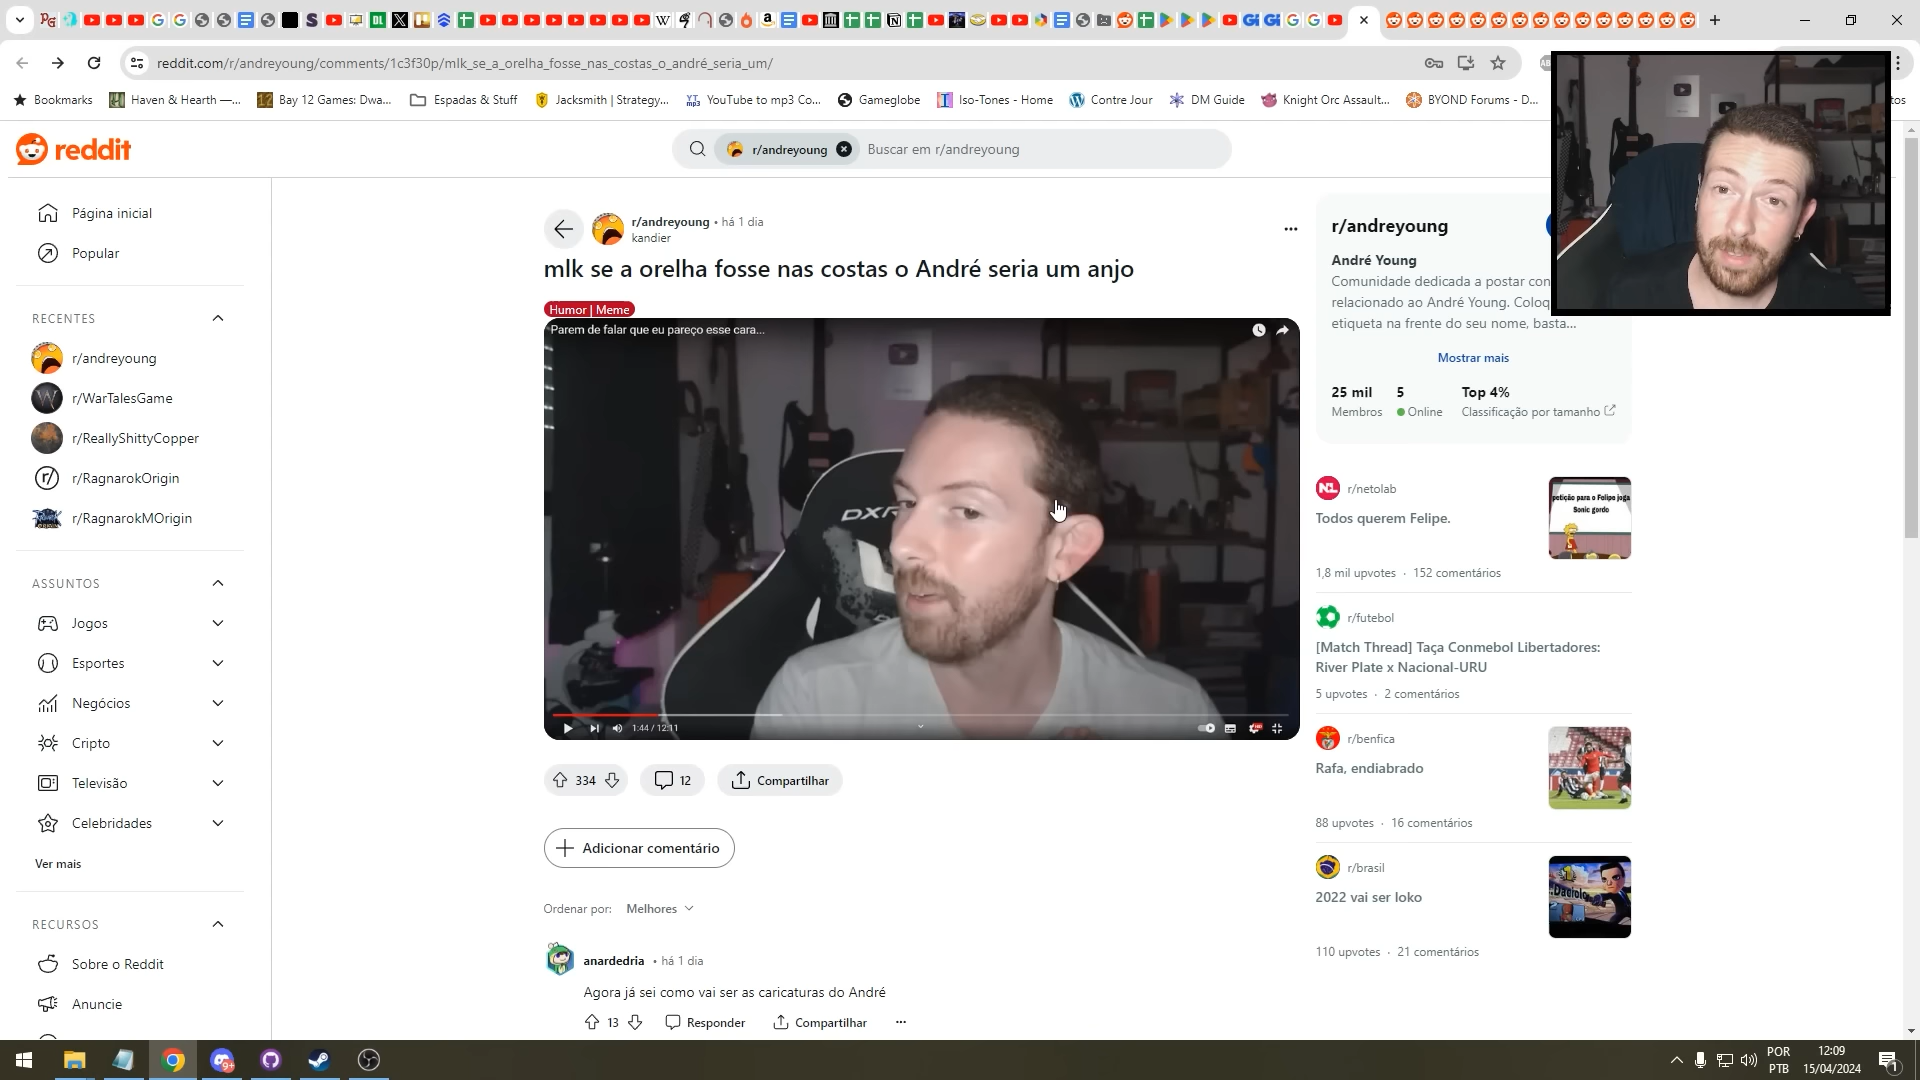 reddit.com/r/andreyoung/comments/1c3f30p/mlk_se_a_orelha_fosse_nas_costas_o_andré_seria_um/
Bookmarks
Haven & Hearth —...
Bay 12 Games: Dwa...
Espadas & Stuff
Jacksmith | Strategy...
YouTube to mp3 Co...
Gameglobe
Iso-Tones - Home
Contre Jour
DM Guide
Knight Orc Assault...
BYOND Forums - D...
reddit
r/andreyoung
Buscar em r/andreyoung
Página inicial
Popular
RECENTES
r/andreyoung
r/WarTalesGame
r/ReallyShittyCopper
r/RagnarokOrigin
r/RagnarokMOrigin
ASSUNTOS
Jogos
Esportes
Negócios
Cripto
Televisão
Celebridades
Ver mais
RECURSOS
Sobre o Reddit
Anuncie
r/andreyoung • há 1 dia
kandier
mlk se a orelha fosse nas costas o André seria um anjo
Humor | Meme
Parem de falar que eu pareço esse cara...
DXR
1:44 / 12:11
334
12
Compartilhar
Adicionar comentário
Ordenar por: Melhores
anardedria • há 1 dia
Agora já sei como vai ser as caricaturas do André
13
Responder
Compartilhar
r/andreyoung
André Young
Comunidade dedicada a postar con
relacionado ao André Young. Coloq
etiqueta na frente do seu nome, basta...
Mostrar mais
25 mil
5
Top 4%
Membros
Online
Classificação por tamanho
r/netolab
Todos querem Felipe.
petição para o Felipe joga
Sonic gordo
1,8 mil upvotes · 152 comentários
r/futebol
[Match Thread] Taça Conmebol Libertadores:
River Plate x Nacional-URU
5 upvotes · 2 comentários
r/benfica
Rafa, endiabrado
88 upvotes · 16 comentários
r/brasil
2022 vai ser loko
Daciolo
110 upvotes · 21 comentários
POR
PTB
12:09
15/04/2024